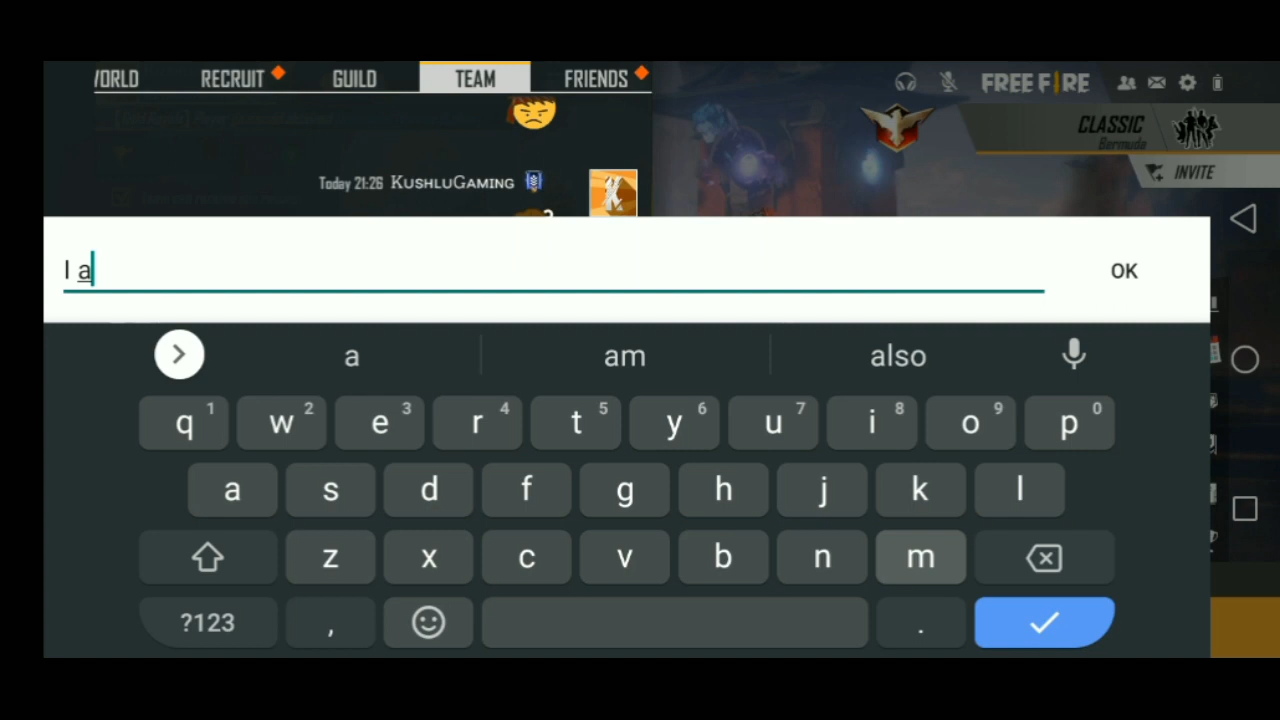 /ORLD RECRUIT GUILD TEAM FRIENDS
FREE FIRE
CLASSIC
Bermuda
INVITE
Today 21:26 KUSHLUGAMING
K
?
I a
OK
a am also
q 1 w 2 e 3 r 4 t 5 y 6 u 7 i 8 o 9 p 0
a s d f g h j k l
z x c v b n m
?123 , .